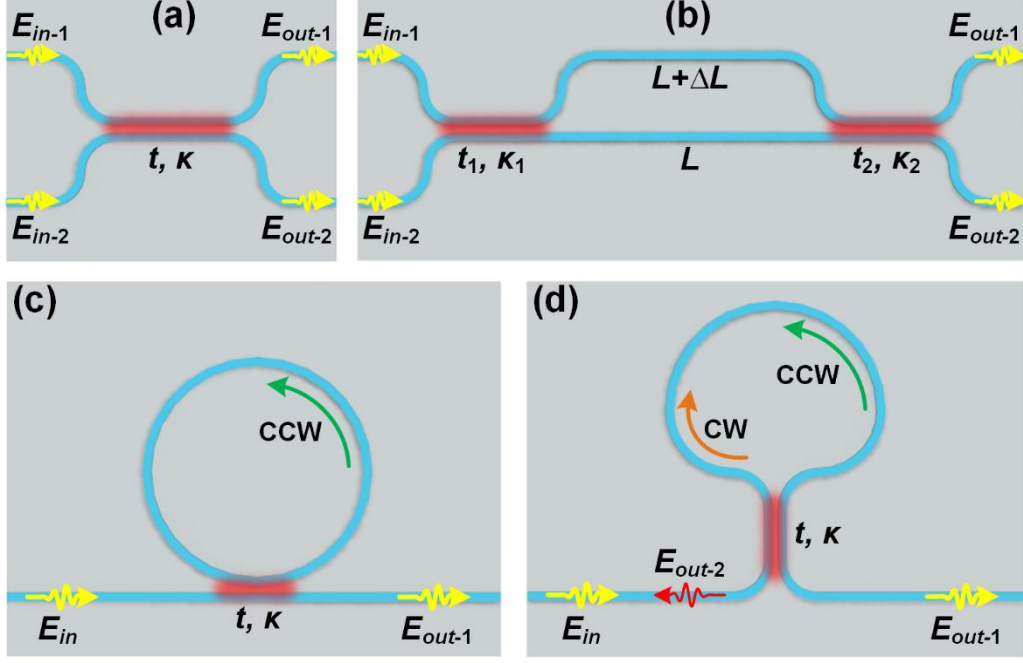 (a)
E_in-1
E_out-1
t, κ
E_in-2
E_out-2
(b)
E_in-1
E_out-1
L+ΔL
t₁, κ₁
L
t₂, κ₂
E_in-2
E_out-2
(c)
CCW
t, κ
E_in
E_out-1
(d)
CCW
CW
t, κ
E_out-2
E_in
E_out-1